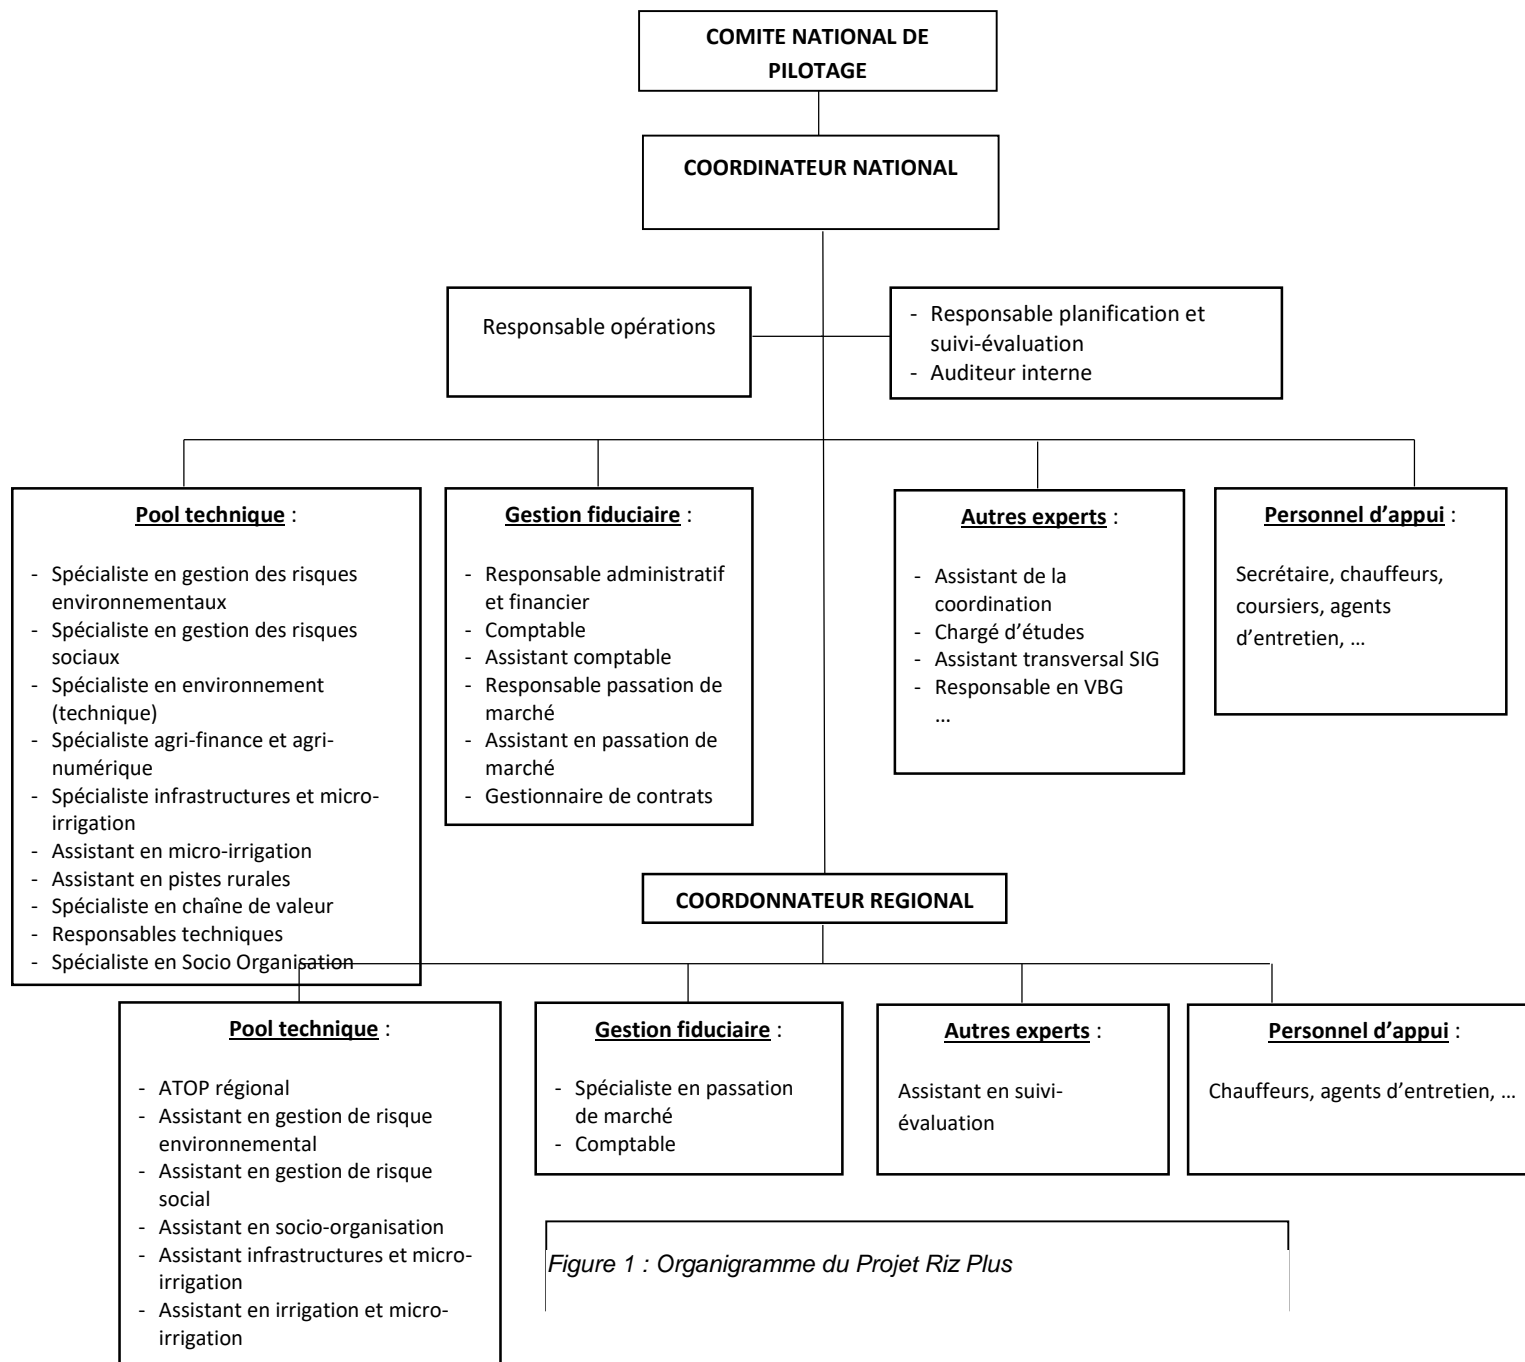 COMITE NATIONAL DE
PILOTAGE
COORDINATEUR NATIONAL
Responsable opérations
- Responsable planification et
suivi-évaluation
- Auditeur interne
Pool technique :
- Spécialiste en gestion des risques
environnementaux
- Spécialiste en gestion des risques
sociaux
- Spécialiste en environnement
(technique)
- Spécialiste agri-finance et agri-
numérique
- Spécialiste infrastructures et micro-
irrigation
- Assistant en micro-irrigation
- Assistant en pistes rurales
- Spécialiste en chaîne de valeur
- Responsables techniques
- Spécialiste en Socio Organisation
Gestion fiduciaire :
- Responsable administratif
et financier
- Comptable
- Assistant comptable
- Responsable passation de
marché
- Assistant en passation de
marché
- Gestionnaire de contrats
Autres experts :
- Assistant de la
coordination
- Chargé d’études
- Assistant transversal SIG
- Responsable en VBG
...
Personnel d’appui :
Secrétaire, chauffeurs,
coursiers, agents
d’entretien, ...
COORDONNATEUR REGIONAL
Pool technique :
- ATOP régional
- Assistant en gestion de risque
environnemental
- Assistant en gestion de risque
social
- Assistant en socio-organisation
- Assistant infrastructures et micro-
irrigation
- Assistant en irrigation et micro-
irrigation
Gestion fiduciaire :
- Spécialiste en passation
de marché
- Comptable
Autres experts :
Assistant en suivi-
évaluation
Personnel d’appui :
Chauffeurs, agents d’entretien, ...
Figure 1 : Organigramme du Projet Riz Plus